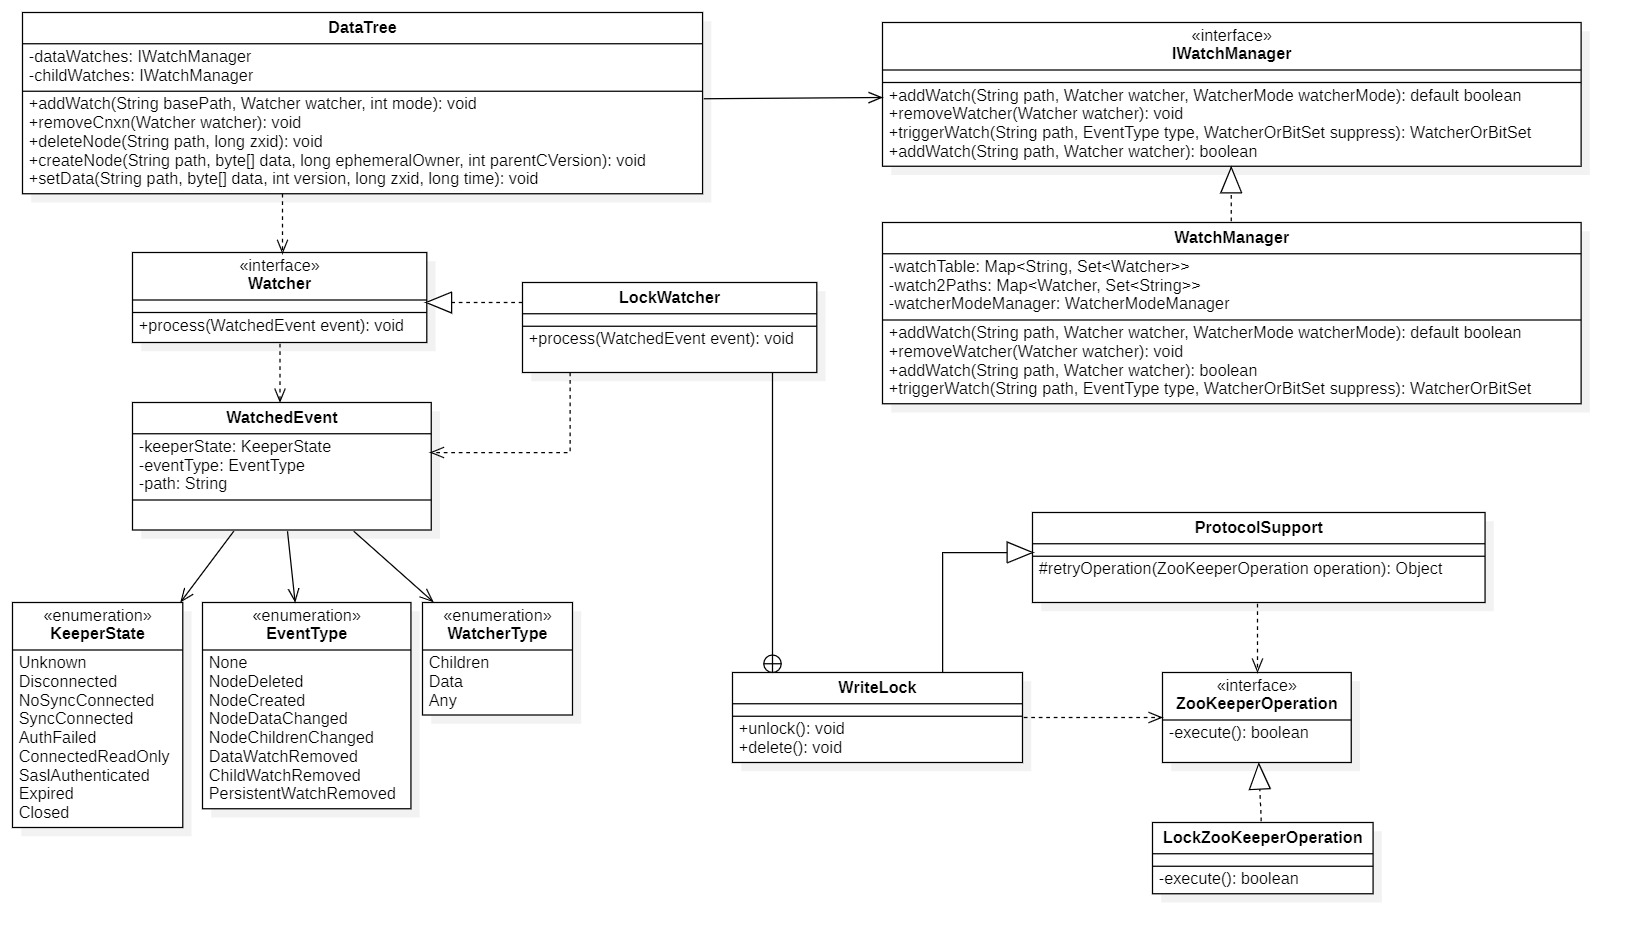 DataTree
-dataWatches: IWatchManager
-childWatches: IWatchManager
+addWatch(String basePath, Watcher watcher, int mode): void
+removeCnxn(Watcher watcher): void
+deleteNode(String path, long zxid): void
+createNode(String path, byte[] data, long ephemeralOwner, int parentCVersion): void
+setData(String path, byte[] data, int version, long zxid, long time): void
«interface»
IWatchManager
+addWatch(String path, Watcher watcher, WatcherMode watcherMode): default boolean
+removeWatcher(Watcher watcher): void
+triggerWatch(String path, EventType type, WatcherOrBitSet suppress): WatcherOrBitSet
+addWatch(String path, Watcher watcher): boolean
WatchManager
-watchTable: Map<String, Set<Watcher>>
-watch2Paths: Map<Watcher, Set<String>>
-watcherModeManager: WatcherModeManager
+addWatch(String path, Watcher watcher, WatcherMode watcherMode): default boolean
+removeWatcher(Watcher watcher): void
+addWatch(String path, Watcher watcher): boolean
+triggerWatch(String path, EventType type, WatcherOrBitSet suppress): WatcherOrBitSet
«interface»
Watcher
+process(WatchedEvent event): void
LockWatcher
+process(WatchedEvent event): void
WatchedEvent
-keeperState: KeeperState
-eventType: EventType
-path: String
«enumeration»
KeeperState
Unknown
Disconnected
NoSyncConnected
SyncConnected
AuthFailed
ConnectedReadOnly
SaslAuthenticated
Expired
Closed
«enumeration»
EventType
None
NodeDeleted
NodeCreated
NodeDataChanged
NodeChildrenChanged
DataWatchRemoved
ChildWatchRemoved
PersistentWatchRemoved
«enumeration»
WatcherType
Children
Data
Any
ProtocolSupport
#retryOperation(ZooKeeperOperation operation): Object
WriteLock
+unlock(): void
+delete(): void
«interface»
ZooKeeperOperation
-execute(): boolean
LockZooKeeperOperation
-execute(): boolean